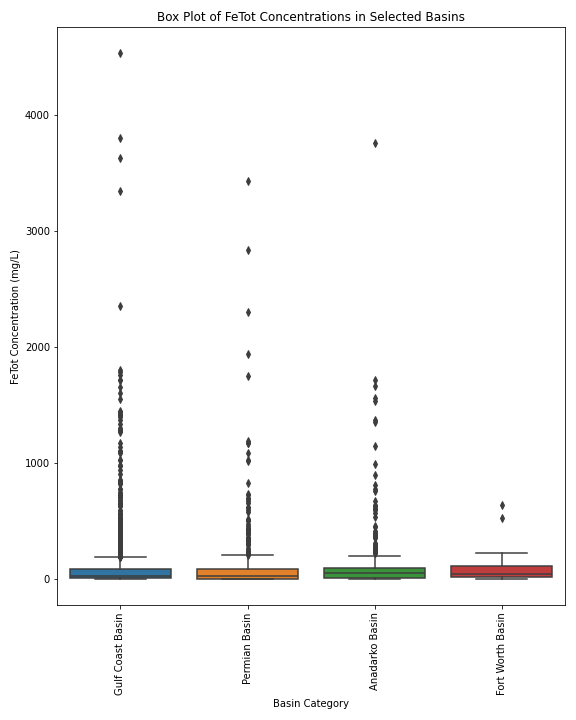 Box Plot of FeTot Concentrations in Selected Basins
FeTot Concentration (mg/L)
4000
3000
2000
1000
0
Gulf Coast Basin
Permian Basin
Anadarko Basin
Fort Worth Basin
Basin Category